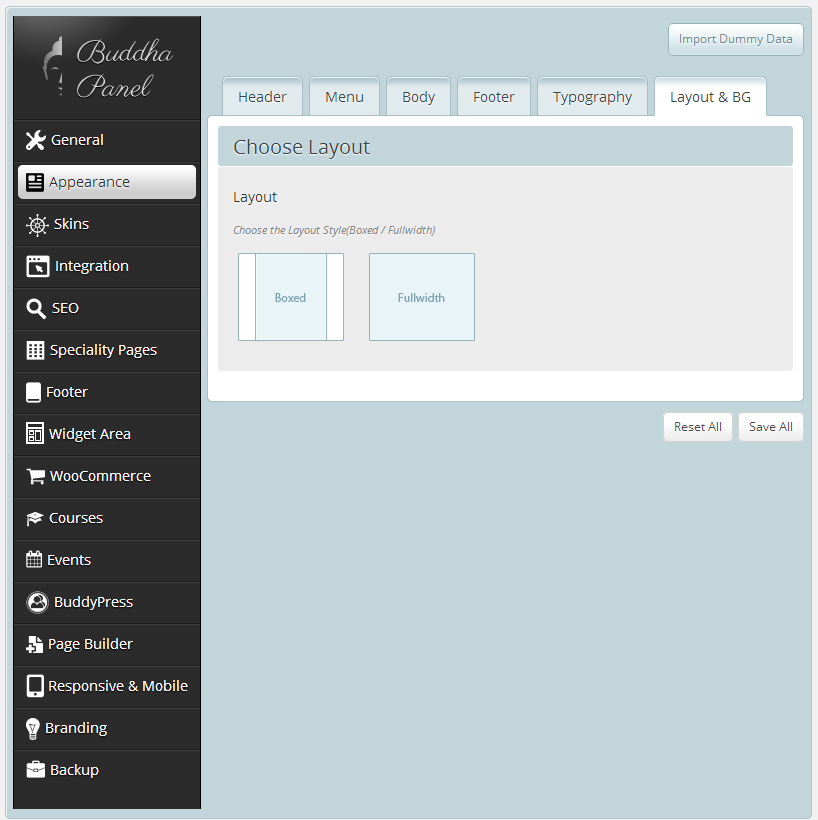 Buddha
Panel
General
Appearance
Skins
Integration
SEO
Speciality Pages
Footer
Widget Area
WooCommerce
Courses
Events
BuddyPress
Page Builder
Responsive & Mobile
Branding
Backup
Import Dummy Data
Header Menu Body Footer Typography Layout & BG
Choose Layout
Layout
Choose the Layout Style(Boxed / Fullwidth)
Boxed Fullwidth
Reset All Save All